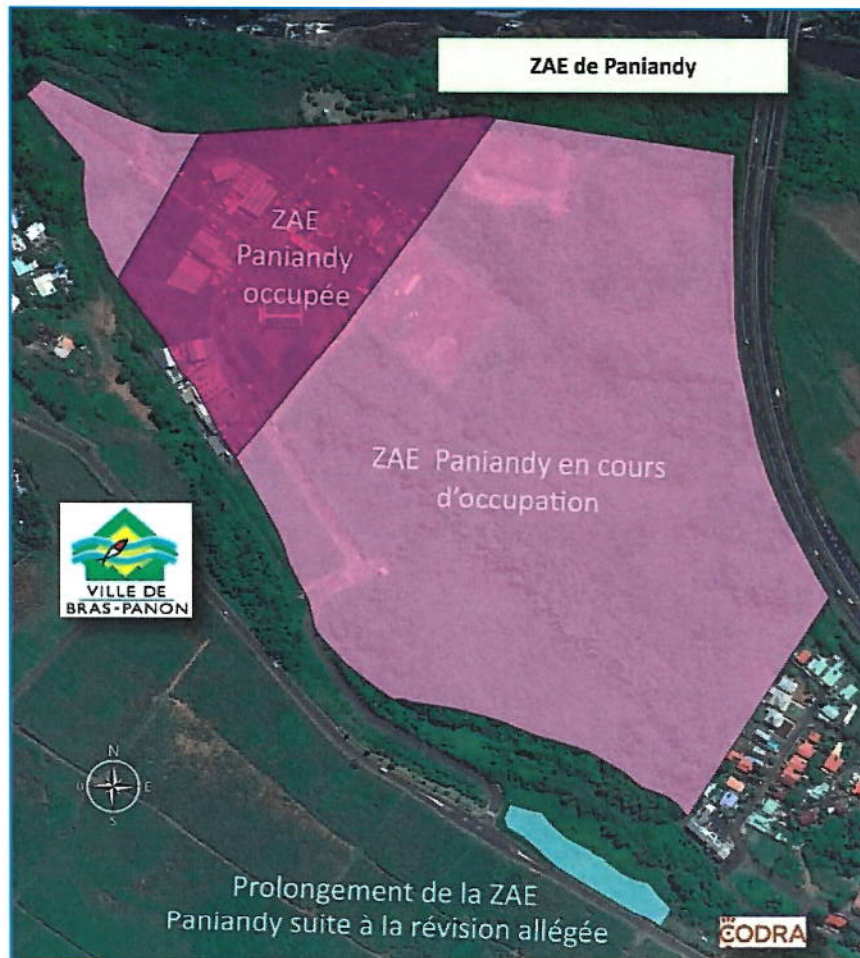 ZAE de Paniandy
ZAE
Paniandy
occupée
ZAE Paniandy en cours
d'occupation
VILLE DE
BRAS-PANON
N
O
E
S
Prolongement de la ZAE
Paniandy suite à la révision allégée
CODRA